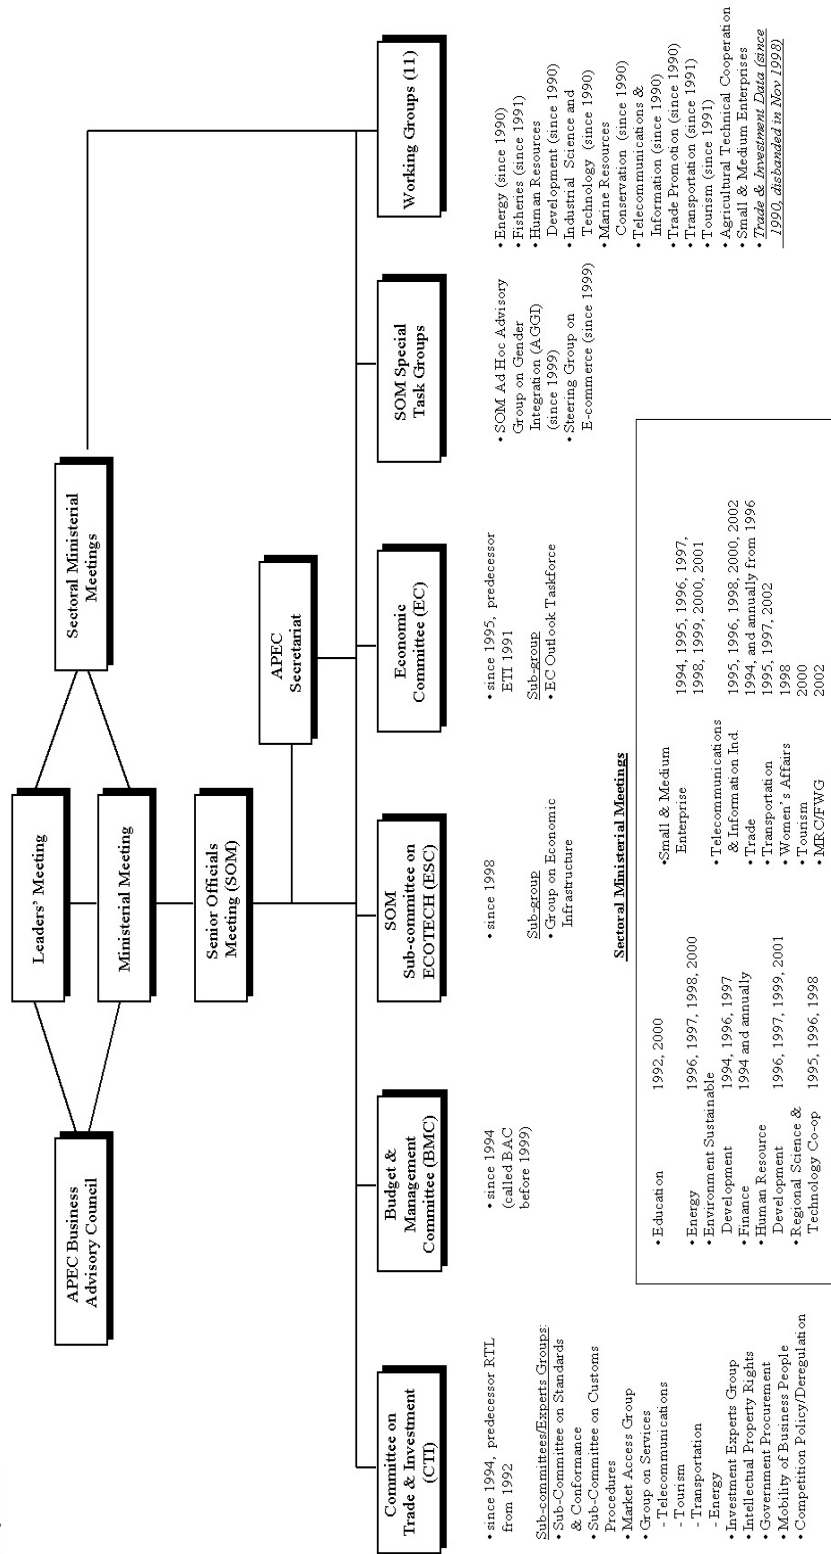 Leaders' Meeting
APEC Business
Advisory Council
Sectoral Ministerial
Meetings
Ministerial Meeting
Senior Officials
Meeting (SOM)
APEC
Secretariat
Committee on
Trade & Investment
(CTI)
Budget &
Management
Committee (BMC)
SOM
Sub-committee on
ECOTECH (ESC)
Economic
Committee (EC)
SOM Special
Task Groups
Working Groups (11)
• since 1994, predecessor RTL
from 1992
Sub-committees/Experts Groups:
• Sub-Committee on Standards
& Conformance
• Sub-Committee on Customs
Procedures
• Market Access Group
• Group on Services
- Telecommunications
- Tourism
- Transportation
- Energy
• Investment Experts Group
• Intellectual Property Rights
• Government Procurement
• Mobility of Business People
• Competition Policy/Deregulation
• since 1994
(called BAC
before 1999)
• since 1998
Sub-group
• Group on Economic
Infrastructure
• since 1995, predecessor
ETI 1991
Sub-group
• EC Outlook Taskforce
• SOM Ad Hoc Advisory
Group on Gender
Integration (AGGI)
(since 1999)
• Steering Group on
E-commerce (since 1999)
• Energy (since 1990)
• Fisheries (since 1991)
• Human Resources
Development (since 1990)
• Industrial Science and
Technology (since 1990)
• Marine Resources
Conservation (since 1990)
• Telecommunications &
Information (since 1990)
• Trade Promotion (since 1990)
• Transportation (since 1991)
• Tourism (since 1991)
• Agricultural Technical Cooperation
• Small & Medium Enterprises
• Trade & Investment Data (since
1990, disbanded in Nov 1998)
Sectoral Ministerial Meetings
• Education 1992, 2000
• Energy 1996, 1997, 1998, 2000
• Environment Sustainable
Development 1994, 1996, 1997
• Finance 1994 and annually
• Human Resource
Development 1996, 1997, 1999, 2001
• Regional Science &
Technology Co-op 1995, 1996, 1998
• Small & Medium
Enterprise 1994, 1995, 1996, 1997,
1998, 1999, 2000, 2001
• Telecommunications
& Information Ind. 1995, 1996, 1998, 2000, 2002
• Trade 1994, and annually from 1996
• Transportation 1995, 1997, 2002
• Women's Affairs 1998
• Tourism 2000
• MRC/FWG 2002